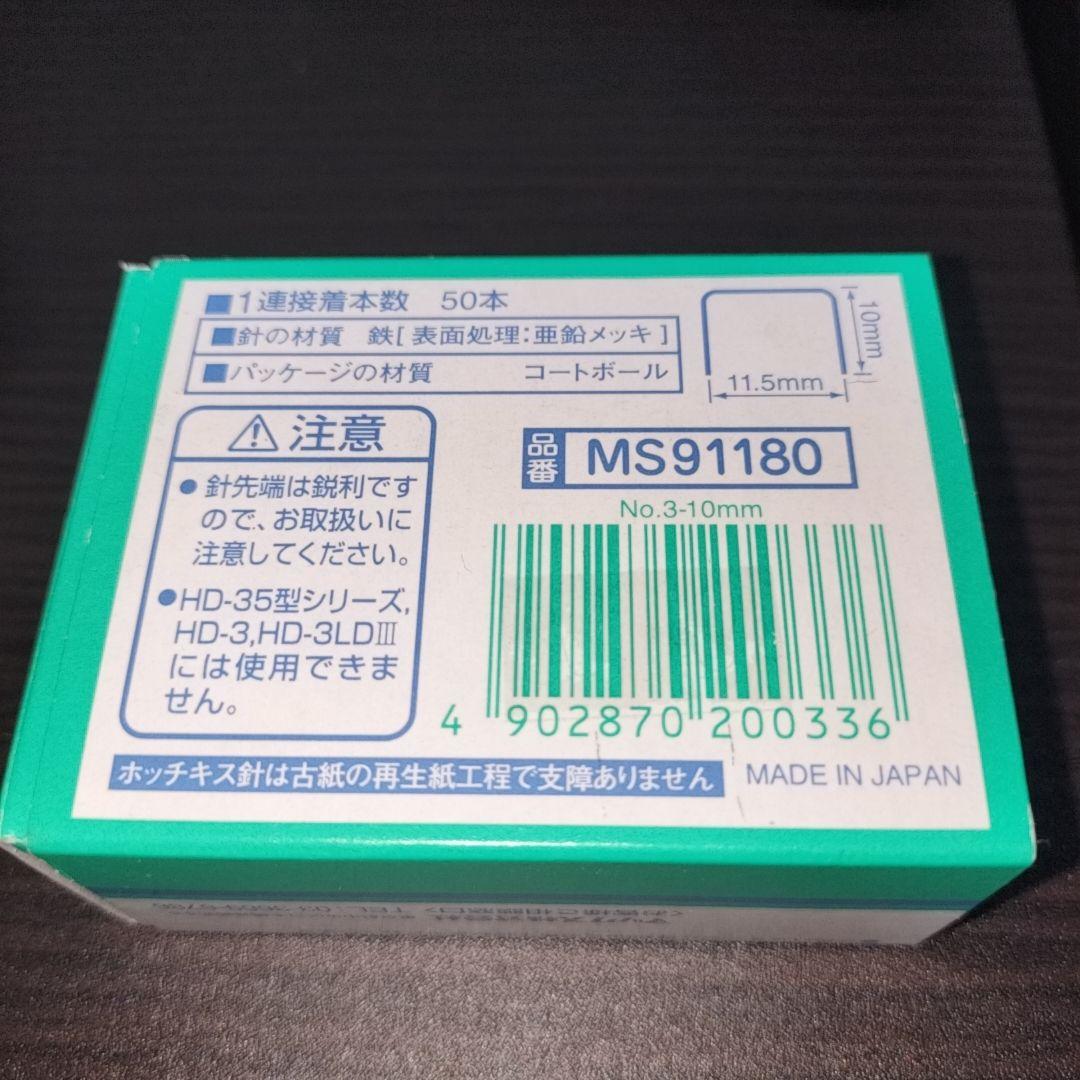 ■1連接着本数 50本
■針の材質 鉄[表面処理:亜鉛メッキ]
■パッケージの材質 コートボール
10mm
11.5mm
注意
●針先端は鋭利です
ので、お取扱いに
注意してください。
●HD-35型シリーズ,
HD-3,HD-3LDⅢ
には使用できま
せん。
品番 MS91180
No.3-10mm
4 902870 200336
ホッチキス針は古紙の再生紙工程で支障ありません
MADE IN JAPAN